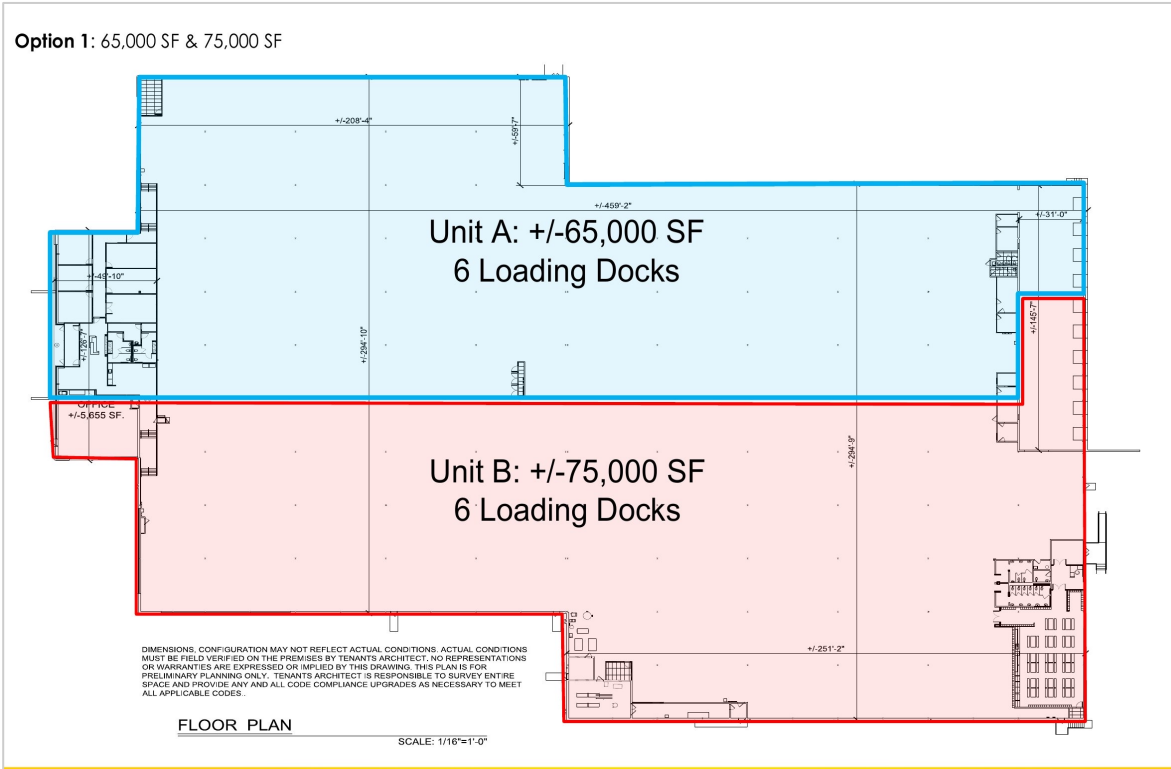 Option 1: 65,000 SF & 75,000 SF
+/-208'-4"
+/-59'-7"
+/-459'-2"
+/-31'-0"
Unit A: +/-65,000 SF
6 Loading Docks
+/-49'-10"
+/-126'-7"
+/-294'-10"
+/-145'-7"
OFFICE
+/-5,655 SF.
+/-294'-9"
Unit B: +/-75,000 SF
6 Loading Docks
+/-251'-2"
DIMENSIONS, CONFIGURATION MAY NOT REFLECT ACTUAL CONDITIONS. ACTUAL CONDITIONS
MUST BE FIELD VERIFIED ON THE PREMISES BY TENANTS ARCHITECT. NO REPRESENTATIONS
OR WARRANTIES ARE EXPRESSED OR IMPLIED BY THIS DRAWING. THIS PLAN IS FOR
PRELIMINARY PLANNING ONLY. TENANTS ARCHITECT IS RESPONSIBLE TO SURVEY ENTIRE
SPACE AND PROVIDE ANY AND ALL CODE COMPLIANCE UPGRADES AS NECESSARY TO MEET
ALL APPLICABLE CODES..
FLOOR PLAN
SCALE: 1/16"=1'-0"